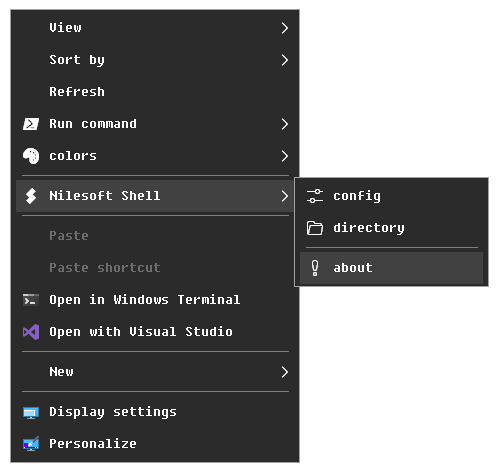 View
Sort by
Refresh
Run command
colors
Nilesoft Shell
config
directory
about
Paste
Paste shortcut
Open in Windows Terminal
Open with Visual Studio
New
Display settings
Personalize